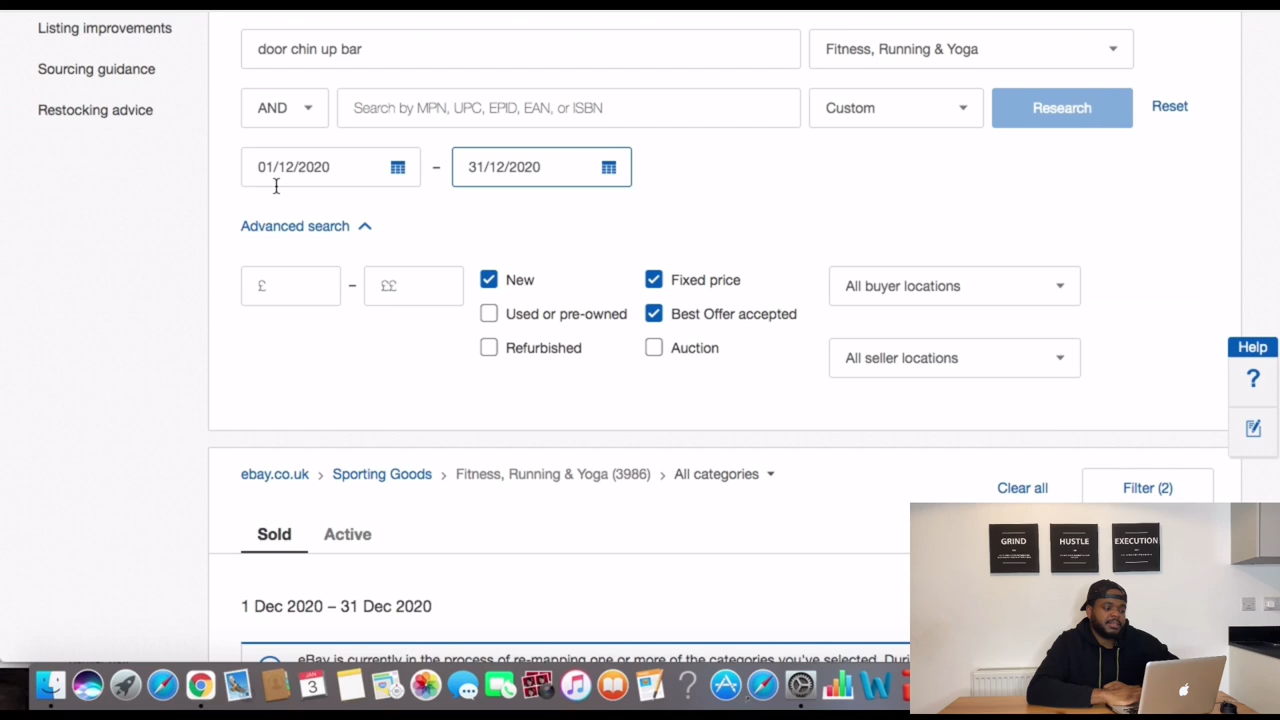 Listing improvements
door chin up bar
Fitness, Running & Yoga
Sourcing guidance
AND
Search by MPN, UPC, EPID, EAN, or ISBN
Custom
Research
Reset
Restocking advice
01/12/2020
–
31/12/2020
Advanced search
£
–
££
New
Fixed price
All buyer locations
Used or pre-owned
Best Offer accepted
Refurbished
Auction
All seller locations
Help
?
ebay.co.uk > Sporting Goods > Fitness, Running & Yoga (3986) > All categories
Clear all
Filter (2)
Sold
Active
1 Dec 2020 – 31 Dec 2020
eBay is currently in the process of re-mapping one or more of the categories you've selected. Duri
GRIND
HUSTLE
EXECUTION
JAN
3